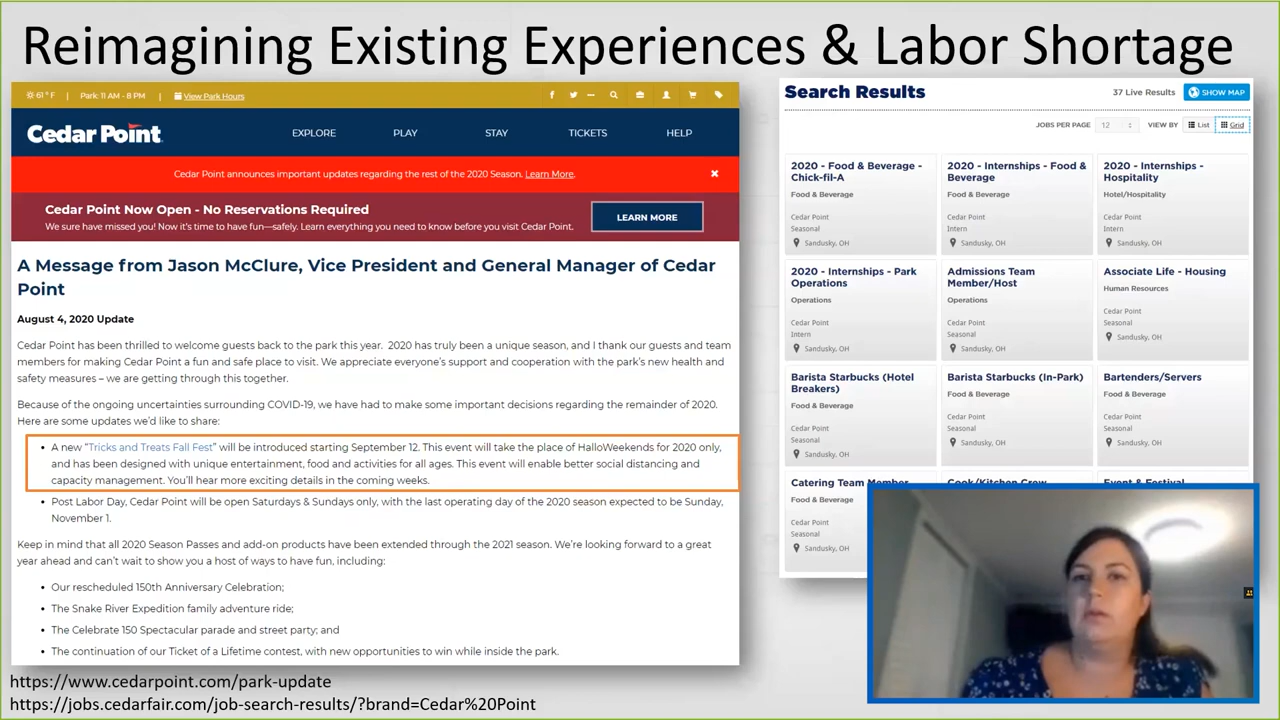 Reimagining Existing Experiences & Labor Shortage
61° F | Park: 11 AM - 8 PM | View Park Hours
Cedar Point
EXPLORE PLAY STAY TICKETS HELP
Cedar Point announces important updates regarding the rest of the 2020 Season. Learn More.
Cedar Point Now Open - No Reservations Required
We sure have missed you! Now it's time to have fun—safely. Learn everything you need to know before you visit Cedar Point.
LEARN MORE
A Message from Jason McClure, Vice President and General Manager of Cedar
Point
August 4, 2020 Update
Cedar Point has been thrilled to welcome guests back to the park this year. 2020 has truly been a unique season, and I thank our guests and team
members for making Cedar Point a fun and safe place to visit. We appreciate everyone's support and cooperation with the park's new health and
safety measures – we are getting through this together.
Because of the ongoing uncertainties surrounding COVID-19, we have had to make some important decisions regarding the remainder of 2020.
Here are some updates we'd like to share:
• A new “Tricks and Treats Fall Fest” will be introduced starting September 12. This event will take the place of HalloWeekends for 2020 only,
and has been designed with unique entertainment, food and activities for all ages. This event will enable better social distancing and
capacity management. You'll hear more exciting details in the coming weeks.
• Post Labor Day, Cedar Point will be open Saturdays & Sundays only, with the last operating day of the 2020 season expected to be Sunday,
November 1.
Keep in mind that all 2020 Season Passes and add-on products have been extended through the 2021 season. We're looking forward to a great
year ahead and can't wait to show you a host of ways to have fun, including:
• Our rescheduled 150th Anniversary Celebration;
• The Snake River Expedition family adventure ride;
• The Celebrate 150 Spectacular parade and street party; and
• The continuation of our Ticket of a Lifetime contest, with new opportunities to win while inside the park.
https://www.cedarpoint.com/park-update
https://jobs.cedarfair.com/job-search-results/?brand=Cedar%20Point
Search Results
37 Live Results
SHOW MAP
JOBS PER PAGE 12 VIEW BY List Grid
2020 - Food & Beverage -
Chick-fil-A
Food & Beverage
Cedar Point
Seasonal
Sandusky, OH
2020 - Internships - Food &
Beverage
Food & Beverage
Cedar Point
Intern
Sandusky, OH
2020 - Internships -
Hospitality
Hotel/Hospitality
Cedar Point
Intern
Sandusky, OH
2020 - Internships - Park
Operations
Operations
Cedar Point
Intern
Sandusky, OH
Admissions Team
Member/Host
Operations
Cedar Point
Seasonal
Sandusky, OH
Associate Life - Housing
Human Resources
Cedar Point
Seasonal
Sandusky, OH
Barista Starbucks (Hotel
Breakers)
Food & Beverage
Cedar Point
Seasonal
Sandusky, OH
Barista Starbucks (In-Park)
Food & Beverage
Cedar Point
Seasonal
Sandusky, OH
Bartenders/Servers
Food & Beverage
Cedar Point
Seasonal
Sandusky, OH
Catering Team Member
Food & Beverage
Cedar Point
Seasonal
Sandusky, OH
Cook/Kitchen Crew
Event & Festival